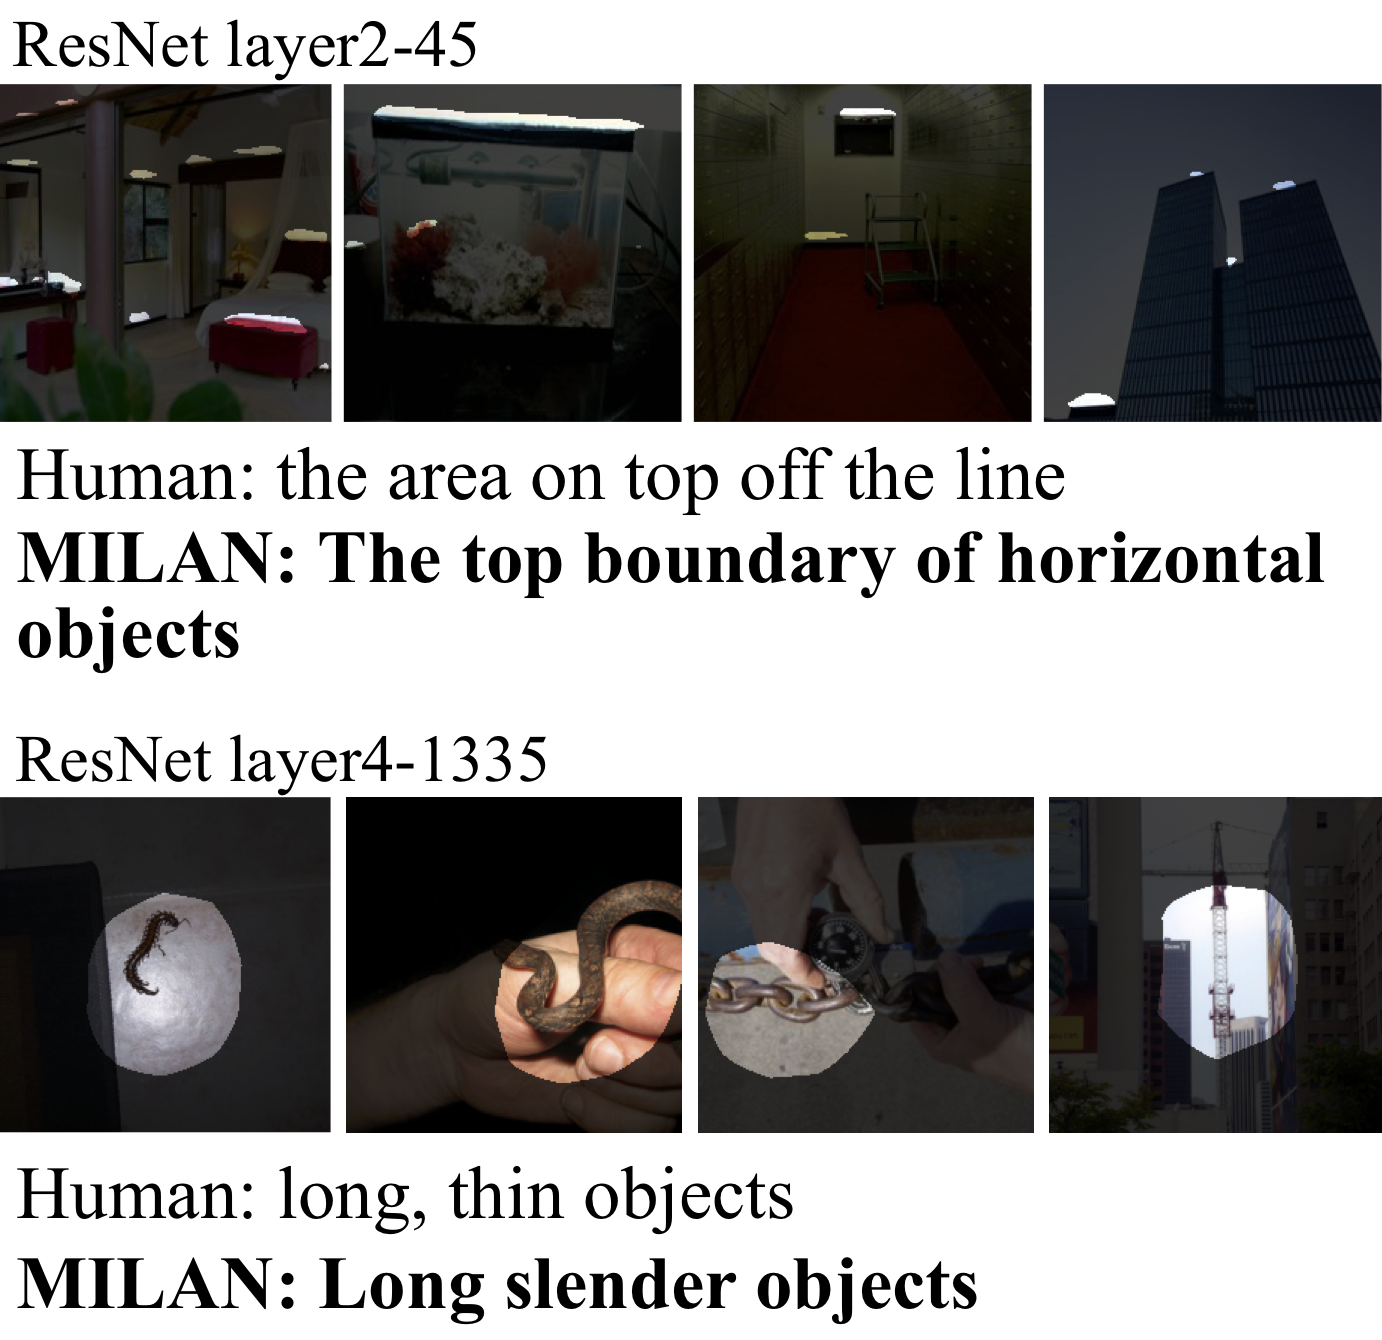 ResNet layer2-45
Human: the area on top off the line
MILAN: The top boundary of horizontal
objects
ResNet layer4-1335
Human: long, thin objects
MILAN: Long slender objects